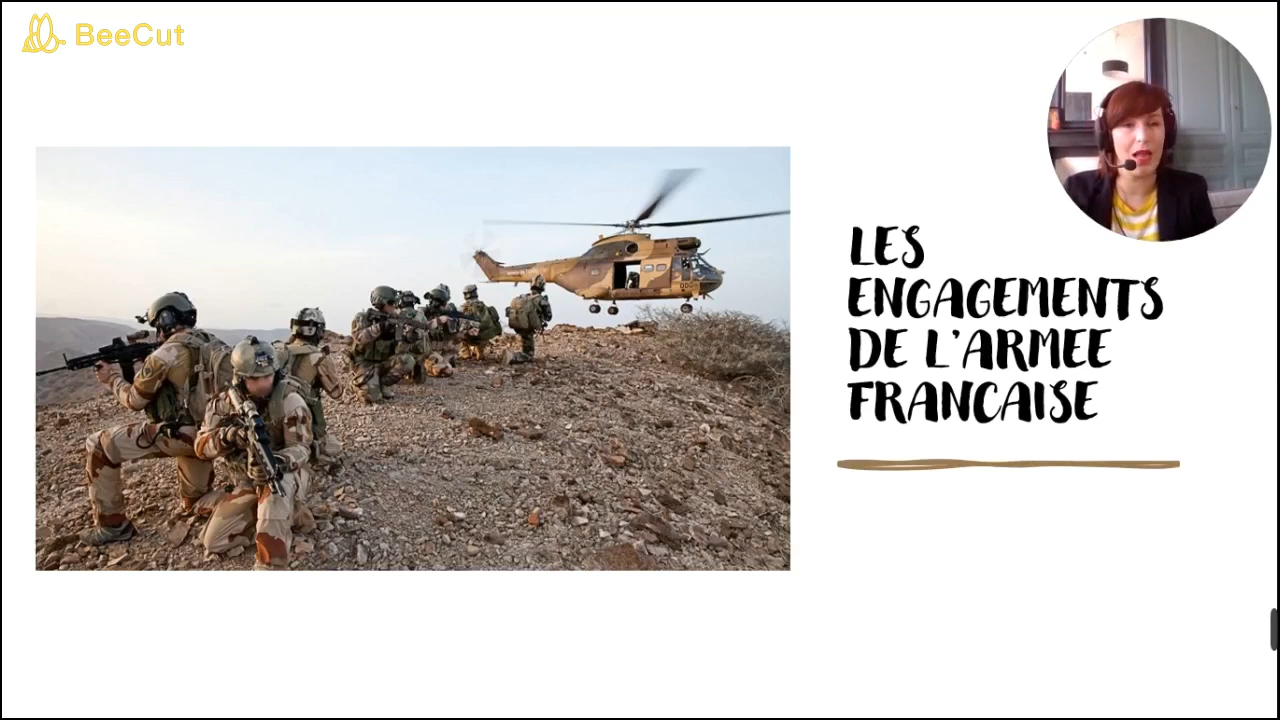 BeeCut
LES
ENGAGEMENTS
DE L'ARMEE
FRANCAISE